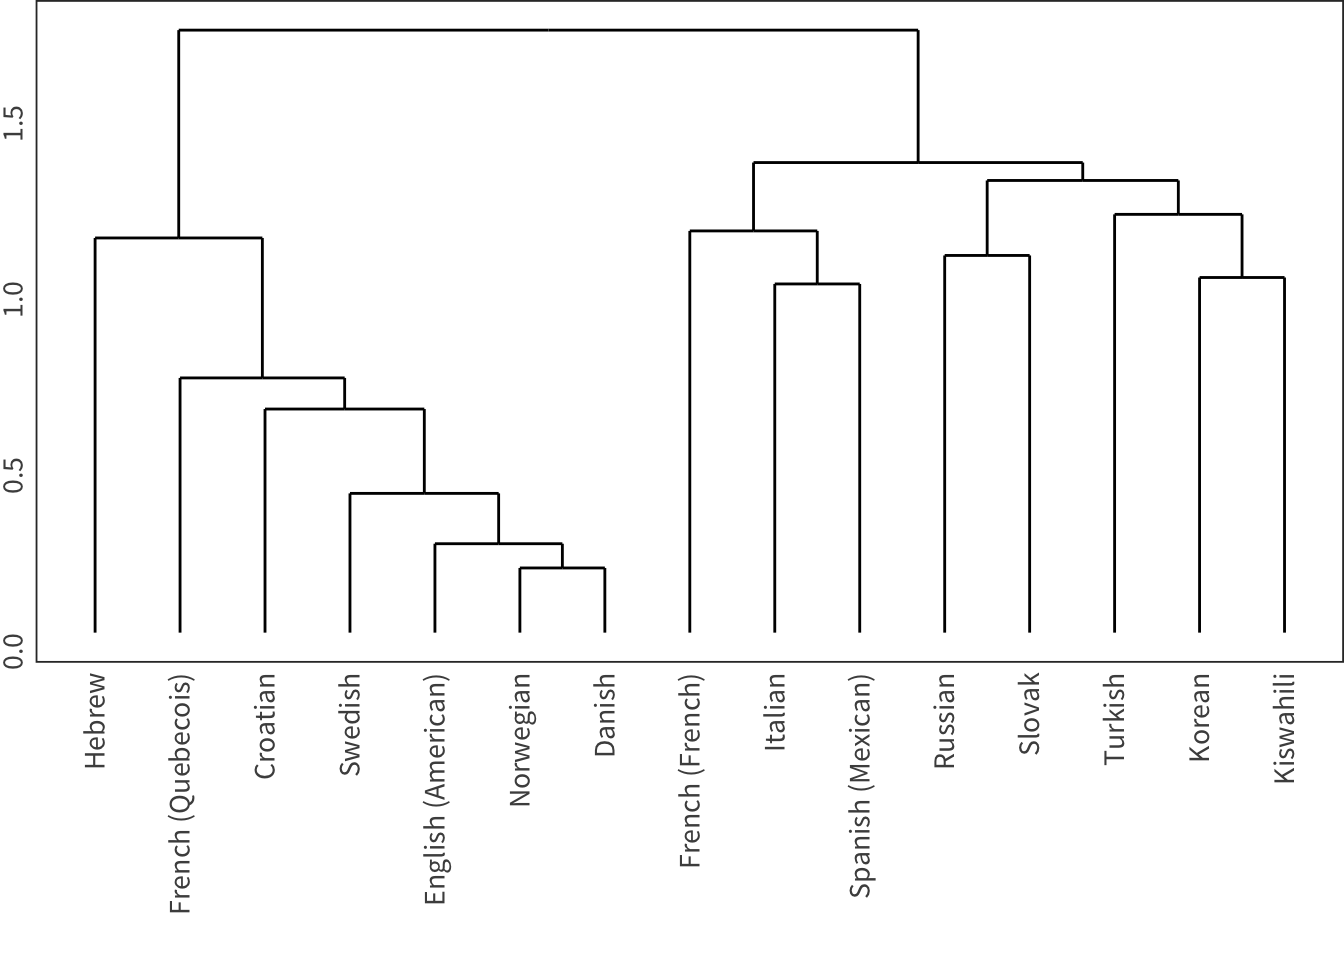 1.5
1.0
0.5
0.0
Hebrew
French (Quebecois)
Croatian
Swedish
English (American)
Norwegian
Danish
French (French)
Italian
Spanish (Mexican)
Russian
Slovak
Turkish
Korean
Kiswahili